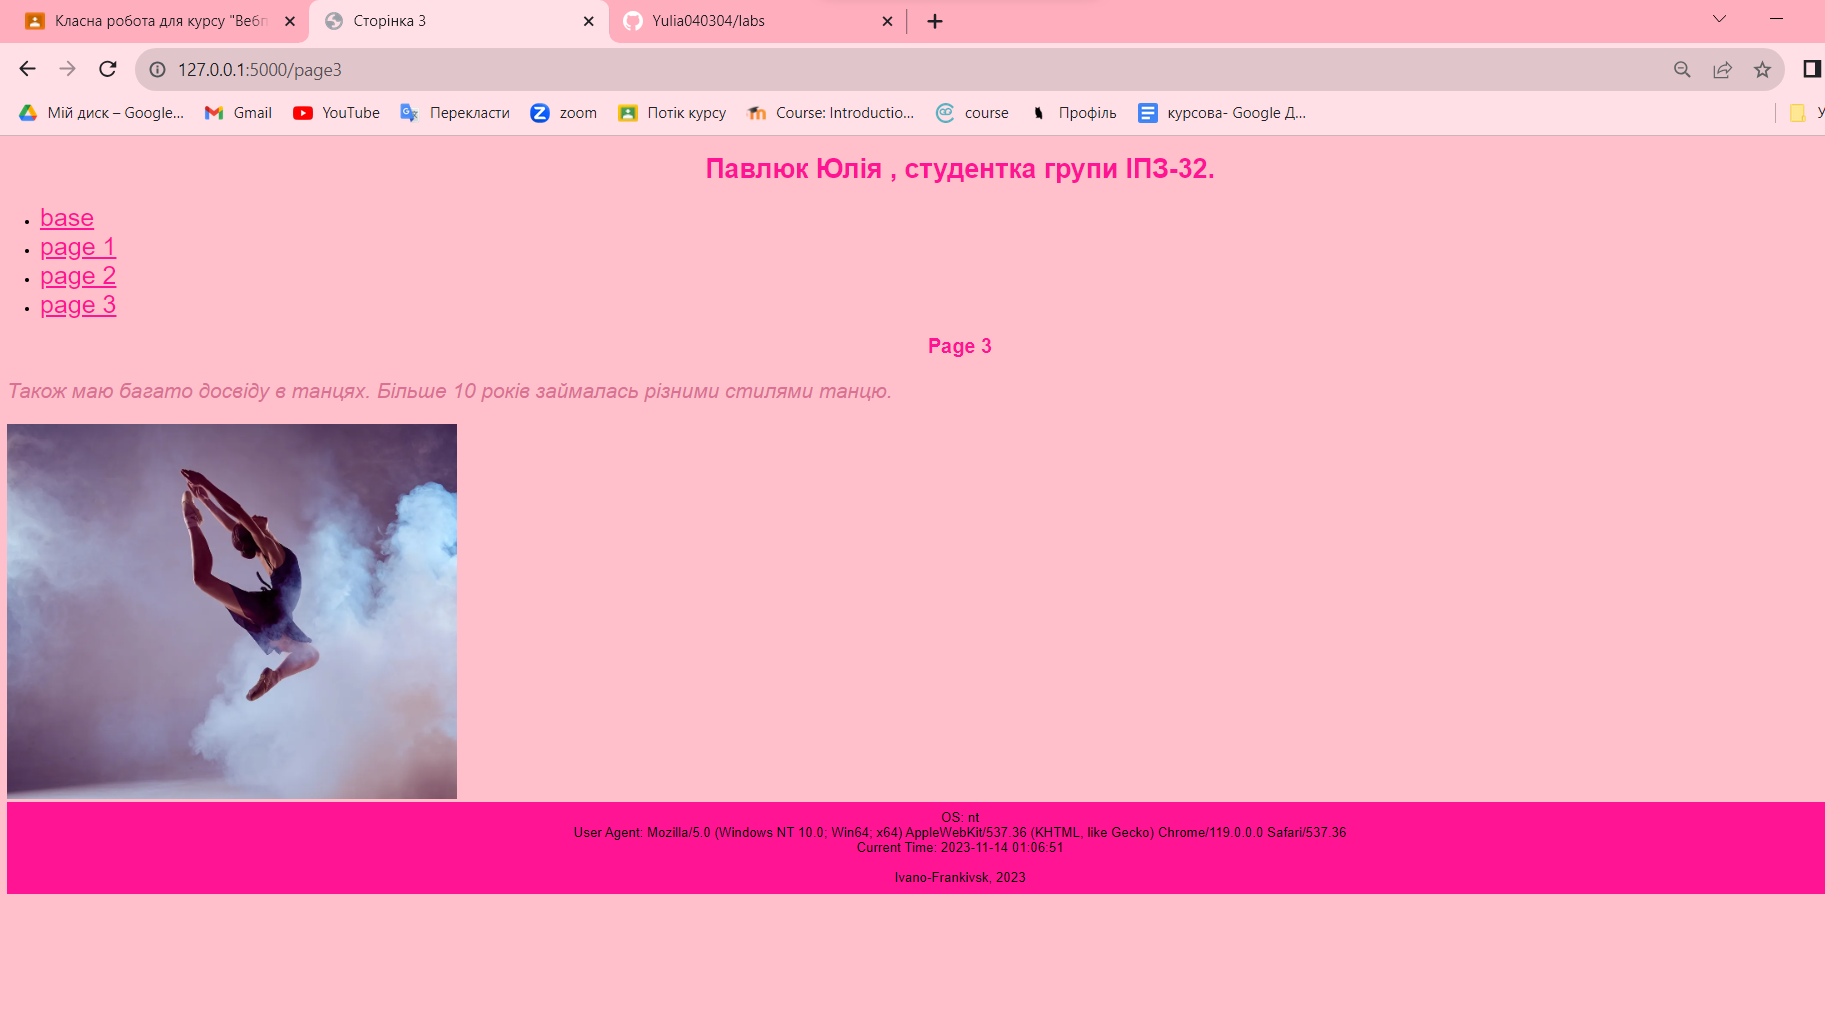 Класна робота для курсу "Вебп
Сторінка 3
Yulia040304/labs
127.0.0.1:5000/page3
Мій диск – Google...
Gmail
YouTube
Перекласти
zoom
Потік курсу
Course: Introductio...
course
Профіль
курсова- Google Д...
Павлюк Юлія , студентка групи ІПЗ-32.
base
page 1
page 2
page 3
Page 3
Також маю багато досвіду в танцях. Більше 10 років займалась різними стилями танцю.
OS: nt
User Agent: Mozilla/5.0 (Windows NT 10.0; Win64; x64) AppleWebKit/537.36 (KHTML, like Gecko) Chrome/119.0.0.0 Safari/537.36
Current Time: 2023-11-14 01:06:51
Ivano-Frankivsk, 2023